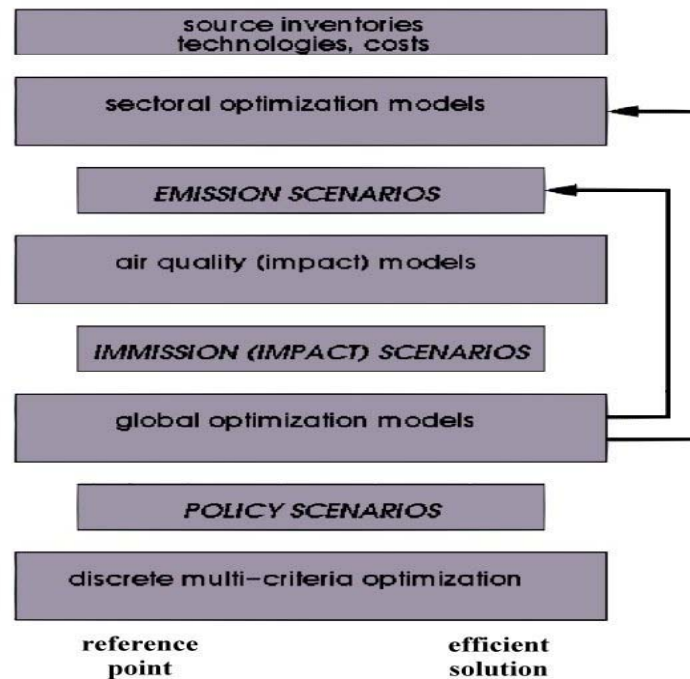 source inventories
technologies, costs
sectoral optimization models
EMISSION SCENARIOS
air quality (impact) models
IMMISSION (IMPACT) SCENARIOS
global optimization models
POLICY SCENARIOS
discrete multi-criteria optimization
reference efficient
point solution